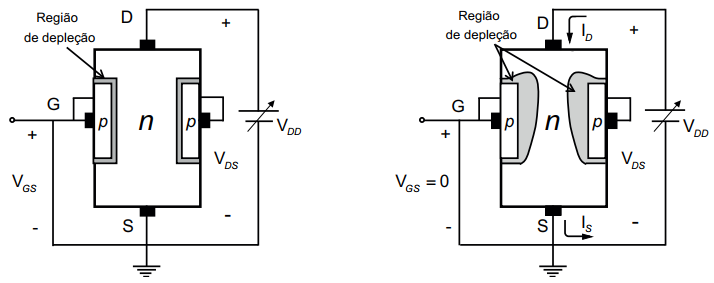 Região
de depleção
D
+
G
p
n
p
+
V_DD
V_DS
V_GS
-
-
S
Região
de depleção
D
I_D
+
G
p
n
p
+
V_DD
V_DS
V_GS = 0
-
-
S
I_S